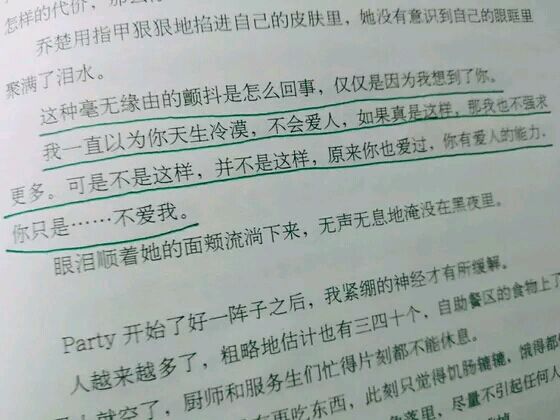 怎样的代价，那么
乔楚用指甲狠狠地掐进自己的皮肤里，她没有意识到自己的眼眶里
聚满了泪水。
这种毫无缘由的颤抖是怎么回事，仅仅是因为我想到了你。
我一直以为你天生冷漠，不会爱人，如果真是这样，那我也不强求
更多。可是不是这样，并不是这样，原来你也爱过，你有爱人的能力，
你只是……不爱我。
眼泪顺着她的面颊流淌下来，无声无息地淹没在黑夜里。
Party 开始了好一阵子之后，我紧绷的神经才有所缓解。
人越来越多了，粗略地估计也有三四十个，自助餐区的食物上了
就空了，厨师和服务生们忙得片刻都不能休息。
再吃东西，此刻只觉得饥肠辘辘，饿得都
角落里，尽量不引起任何人